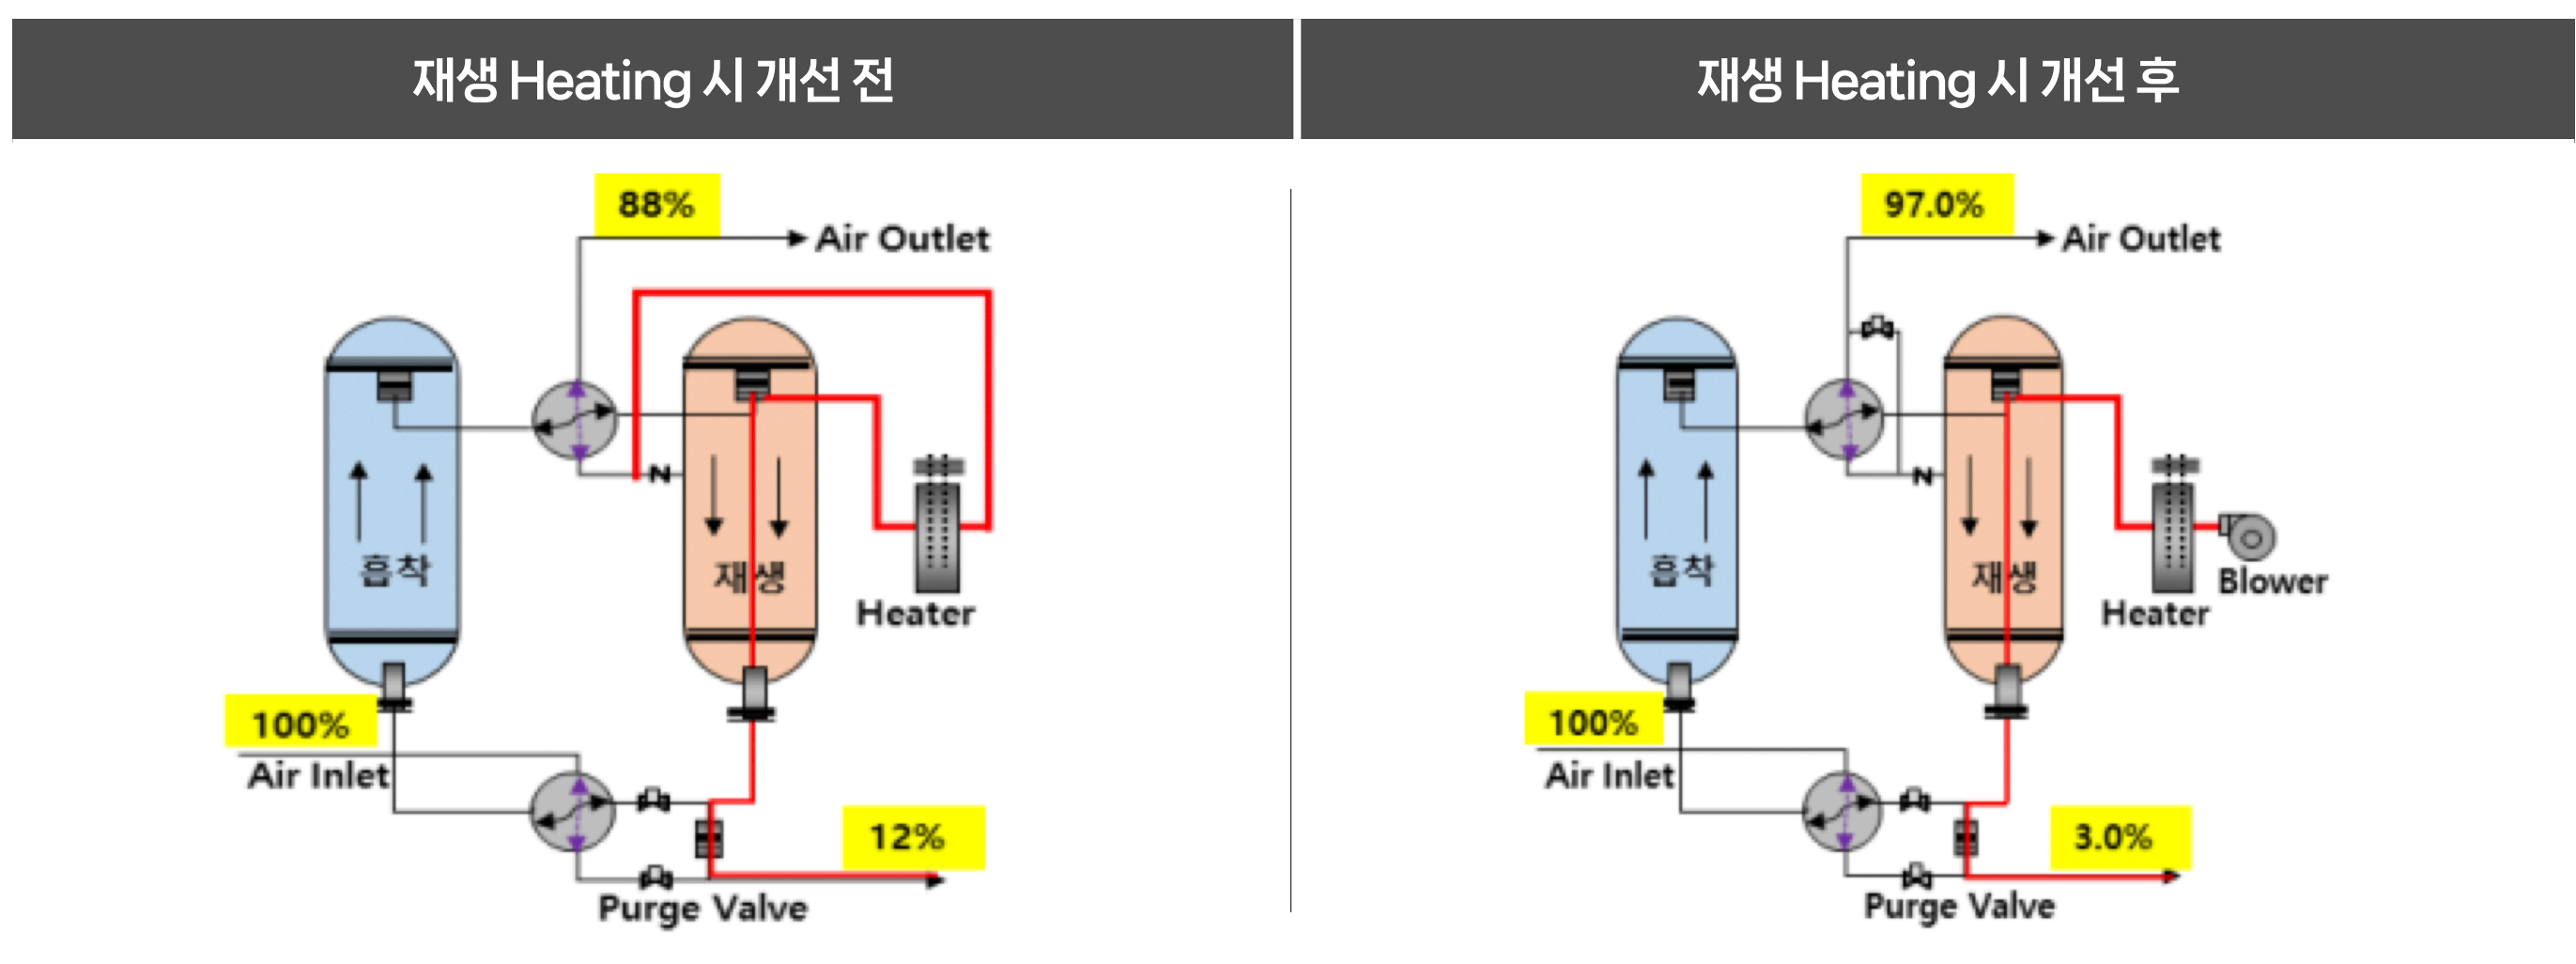 재생 Heating 시 개선 전
88%
Air Outlet
흡착
재생
Heater
100%
Air Inlet
12%
Purge Valve
재생 Heating 시 개선 후
97.0%
Air Outlet
흡착
재생
Blower
Heater
100%
Air Inlet
3.0%
Purge Valve